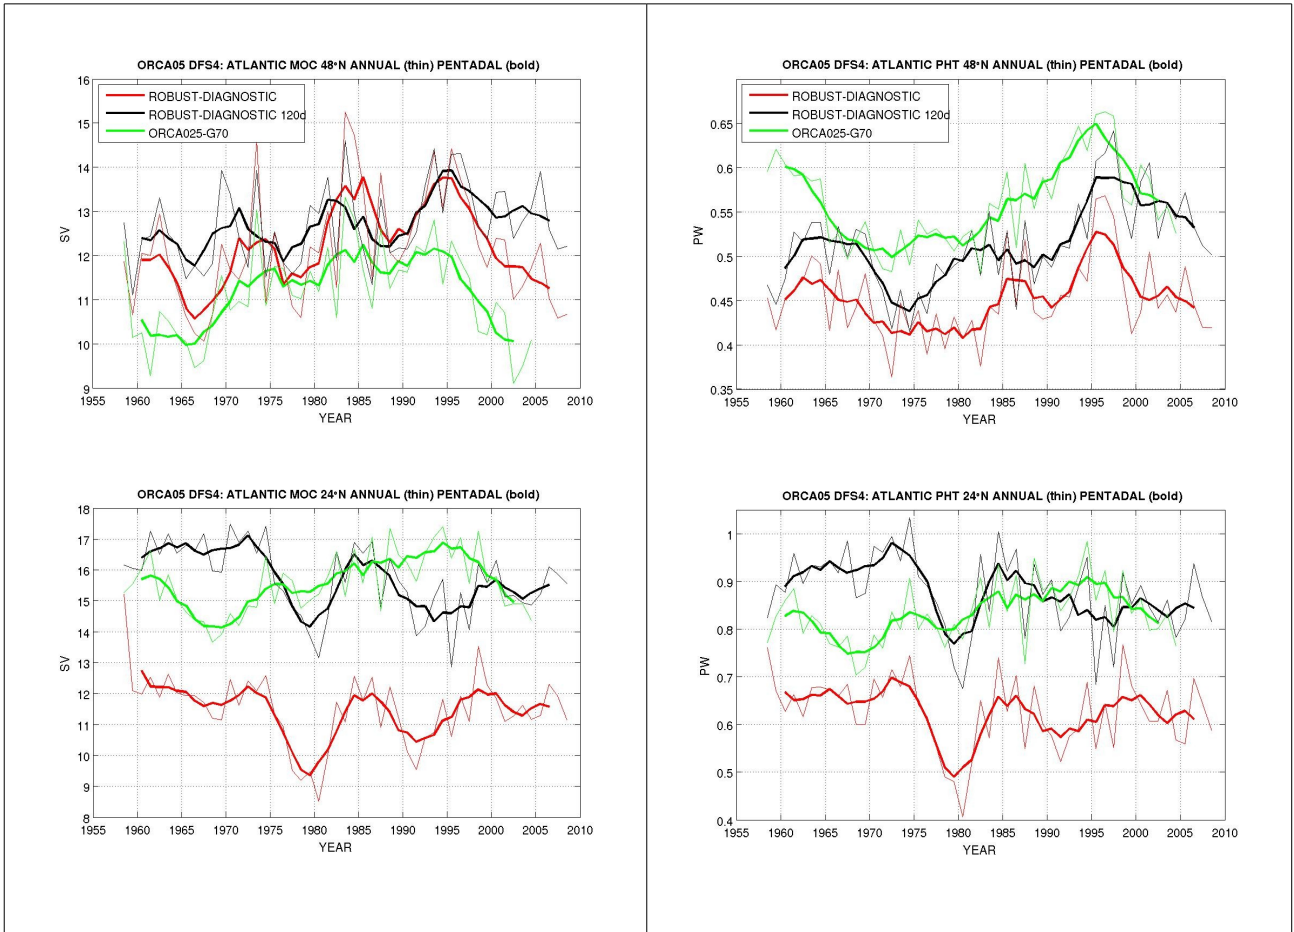 ORCA05 DFS4: ATLANTIC MOC 48°N ANNUAL (thin) PENTADAL (bold)
16
15
14
13
12
11
10
9
SV
ROBUST-DIAGNOSTIC
ROBUST-DIAGNOSTIC 120d
ORCA025-G70
1955 1960 1965 1970 1975 1980 1985 1990 1995 2000 2005 2010
YEAR
ORCA05 DFS4: ATLANTIC PHT 48°N ANNUAL (thin) PENTADAL (bold)
0.65
0.6
0.55
0.5
0.45
0.4
0.35
PW
ROBUST-DIAGNOSTIC
ROBUST-DIAGNOSTIC 120d
ORCA025-G70
1955 1960 1965 1970 1975 1980 1985 1990 1995 2000 2005 2010
YEAR
ORCA05 DFS4: ATLANTIC MOC 24°N ANNUAL (thin) PENTADAL (bold)
18
17
16
15
14
13
12
11
10
9
8
SV
1955 1960 1965 1970 1975 1980 1985 1990 1995 2000 2005 2010
YEAR
ORCA05 DFS4: ATLANTIC PHT 24°N ANNUAL (thin) PENTADAL (bold)
1
0.9
0.8
0.7
0.6
0.5
0.4
PW
1955 1960 1965 1970 1975 1980 1985 1990 1995 2000 2005 2010
YEAR